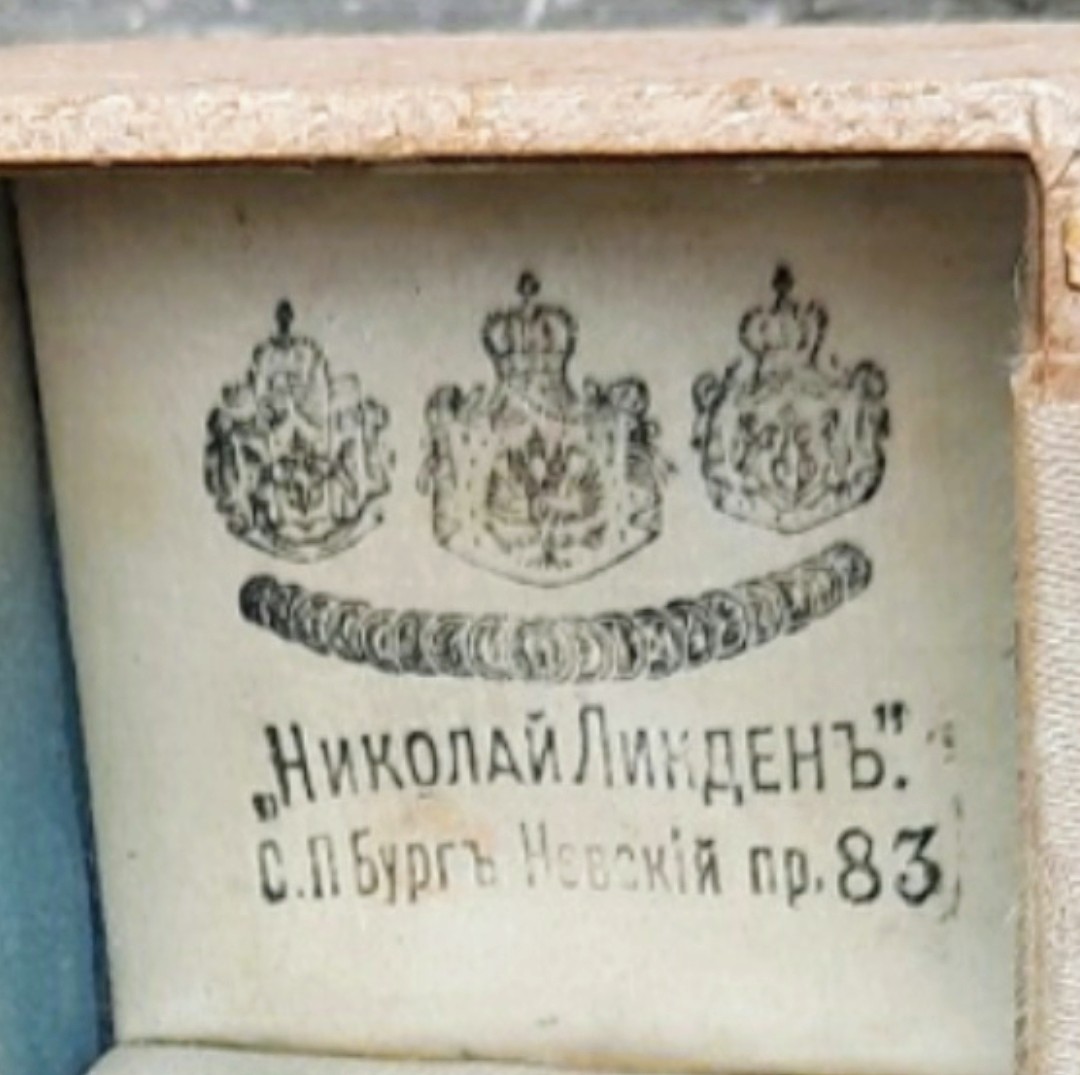 „НИКОЛАЙ ЛИНДЕНЪ".
С.П Бургъ Невскій пр. 83